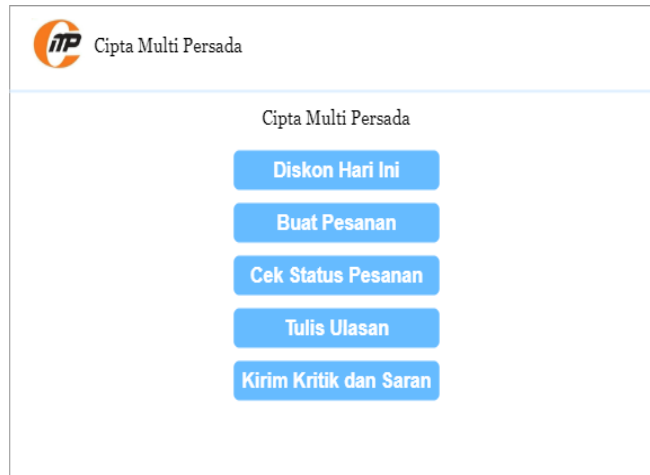 CITP Cipta Multi Persada
Cipta Multi Persada
Diskon Hari Ini
Buat Pesanan
Cek Status Pesanan
Tulis Ulasan
Kirim Kritik dan Saran